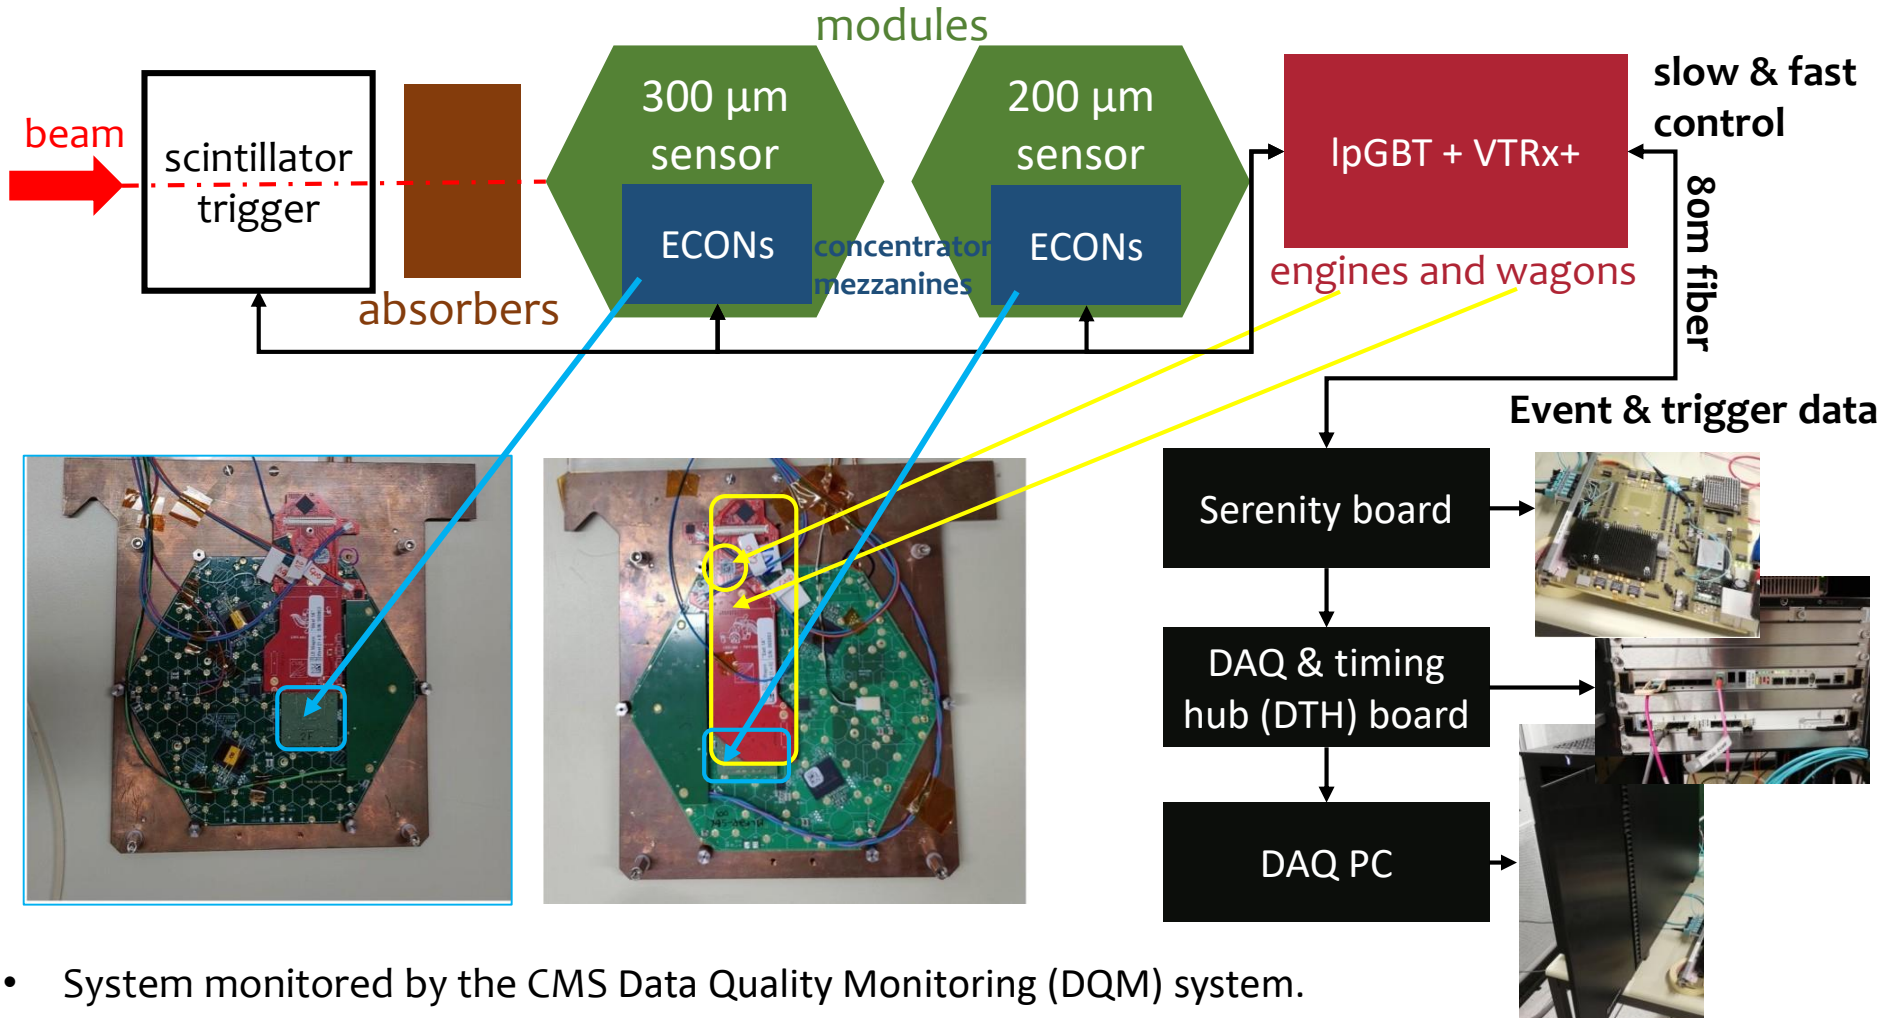 modules
beam
scintillator
trigger
absorbers
300 µm
sensor
ECONs
concentrator
mezzanines
200 µm
sensor
ECONs
lpGBT + VTRx+
engines and wagons
slow & fast
control
80m fiber
Event & trigger data
Serenity board
DAQ & timing
hub (DTH) board
DAQ PC
• System monitored by the CMS Data Quality Monitoring (DQM) system.